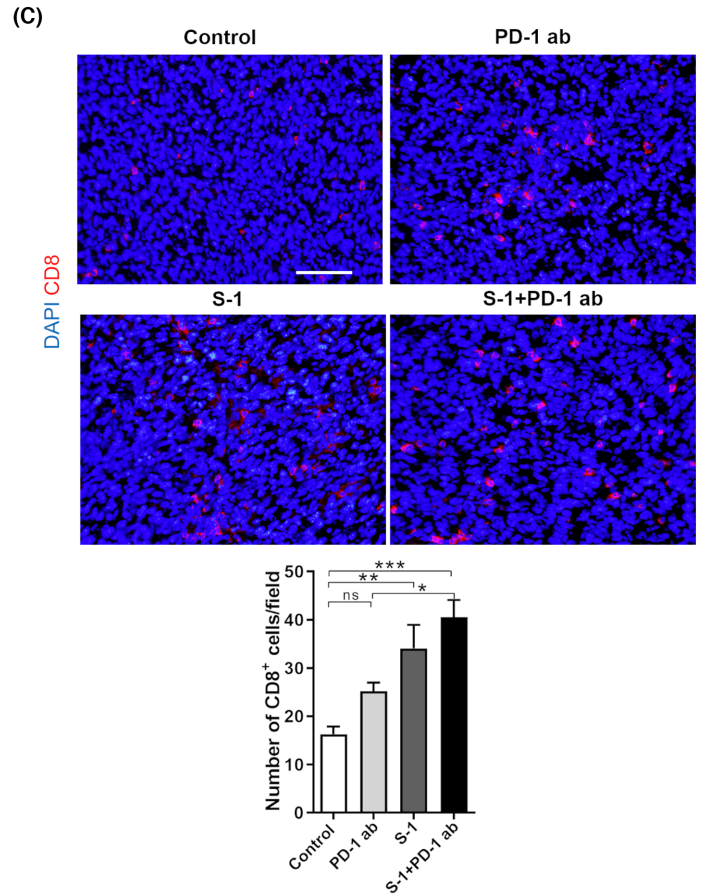 (C)
Control
PD-1 ab
DAPI CD8
S-1
S-1+PD-1 ab
Number of CD8⁺ cells/field
50
40
30
20
10
0
***
**
ns
*
Control
PD-1 ab
S-1
S-1+PD-1 ab